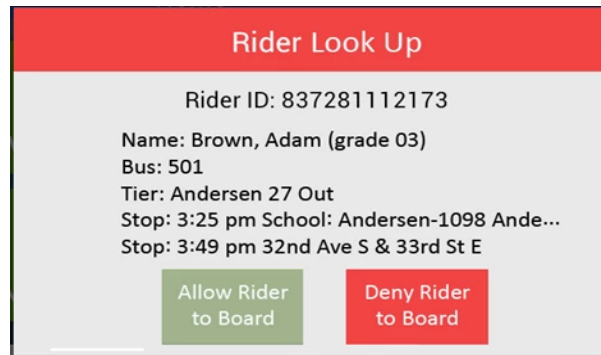 Rider Look Up
Rider ID: 837281112173
Name: Brown, Adam (grade 03)
Bus: 501
Tier: Andersen 27 Out
Stop: 3:25 pm School: Andersen-1098 Ande...
Stop: 3:49 pm 32nd Ave S & 33rd St E
Allow Rider
to Board
Deny Rider
to Board